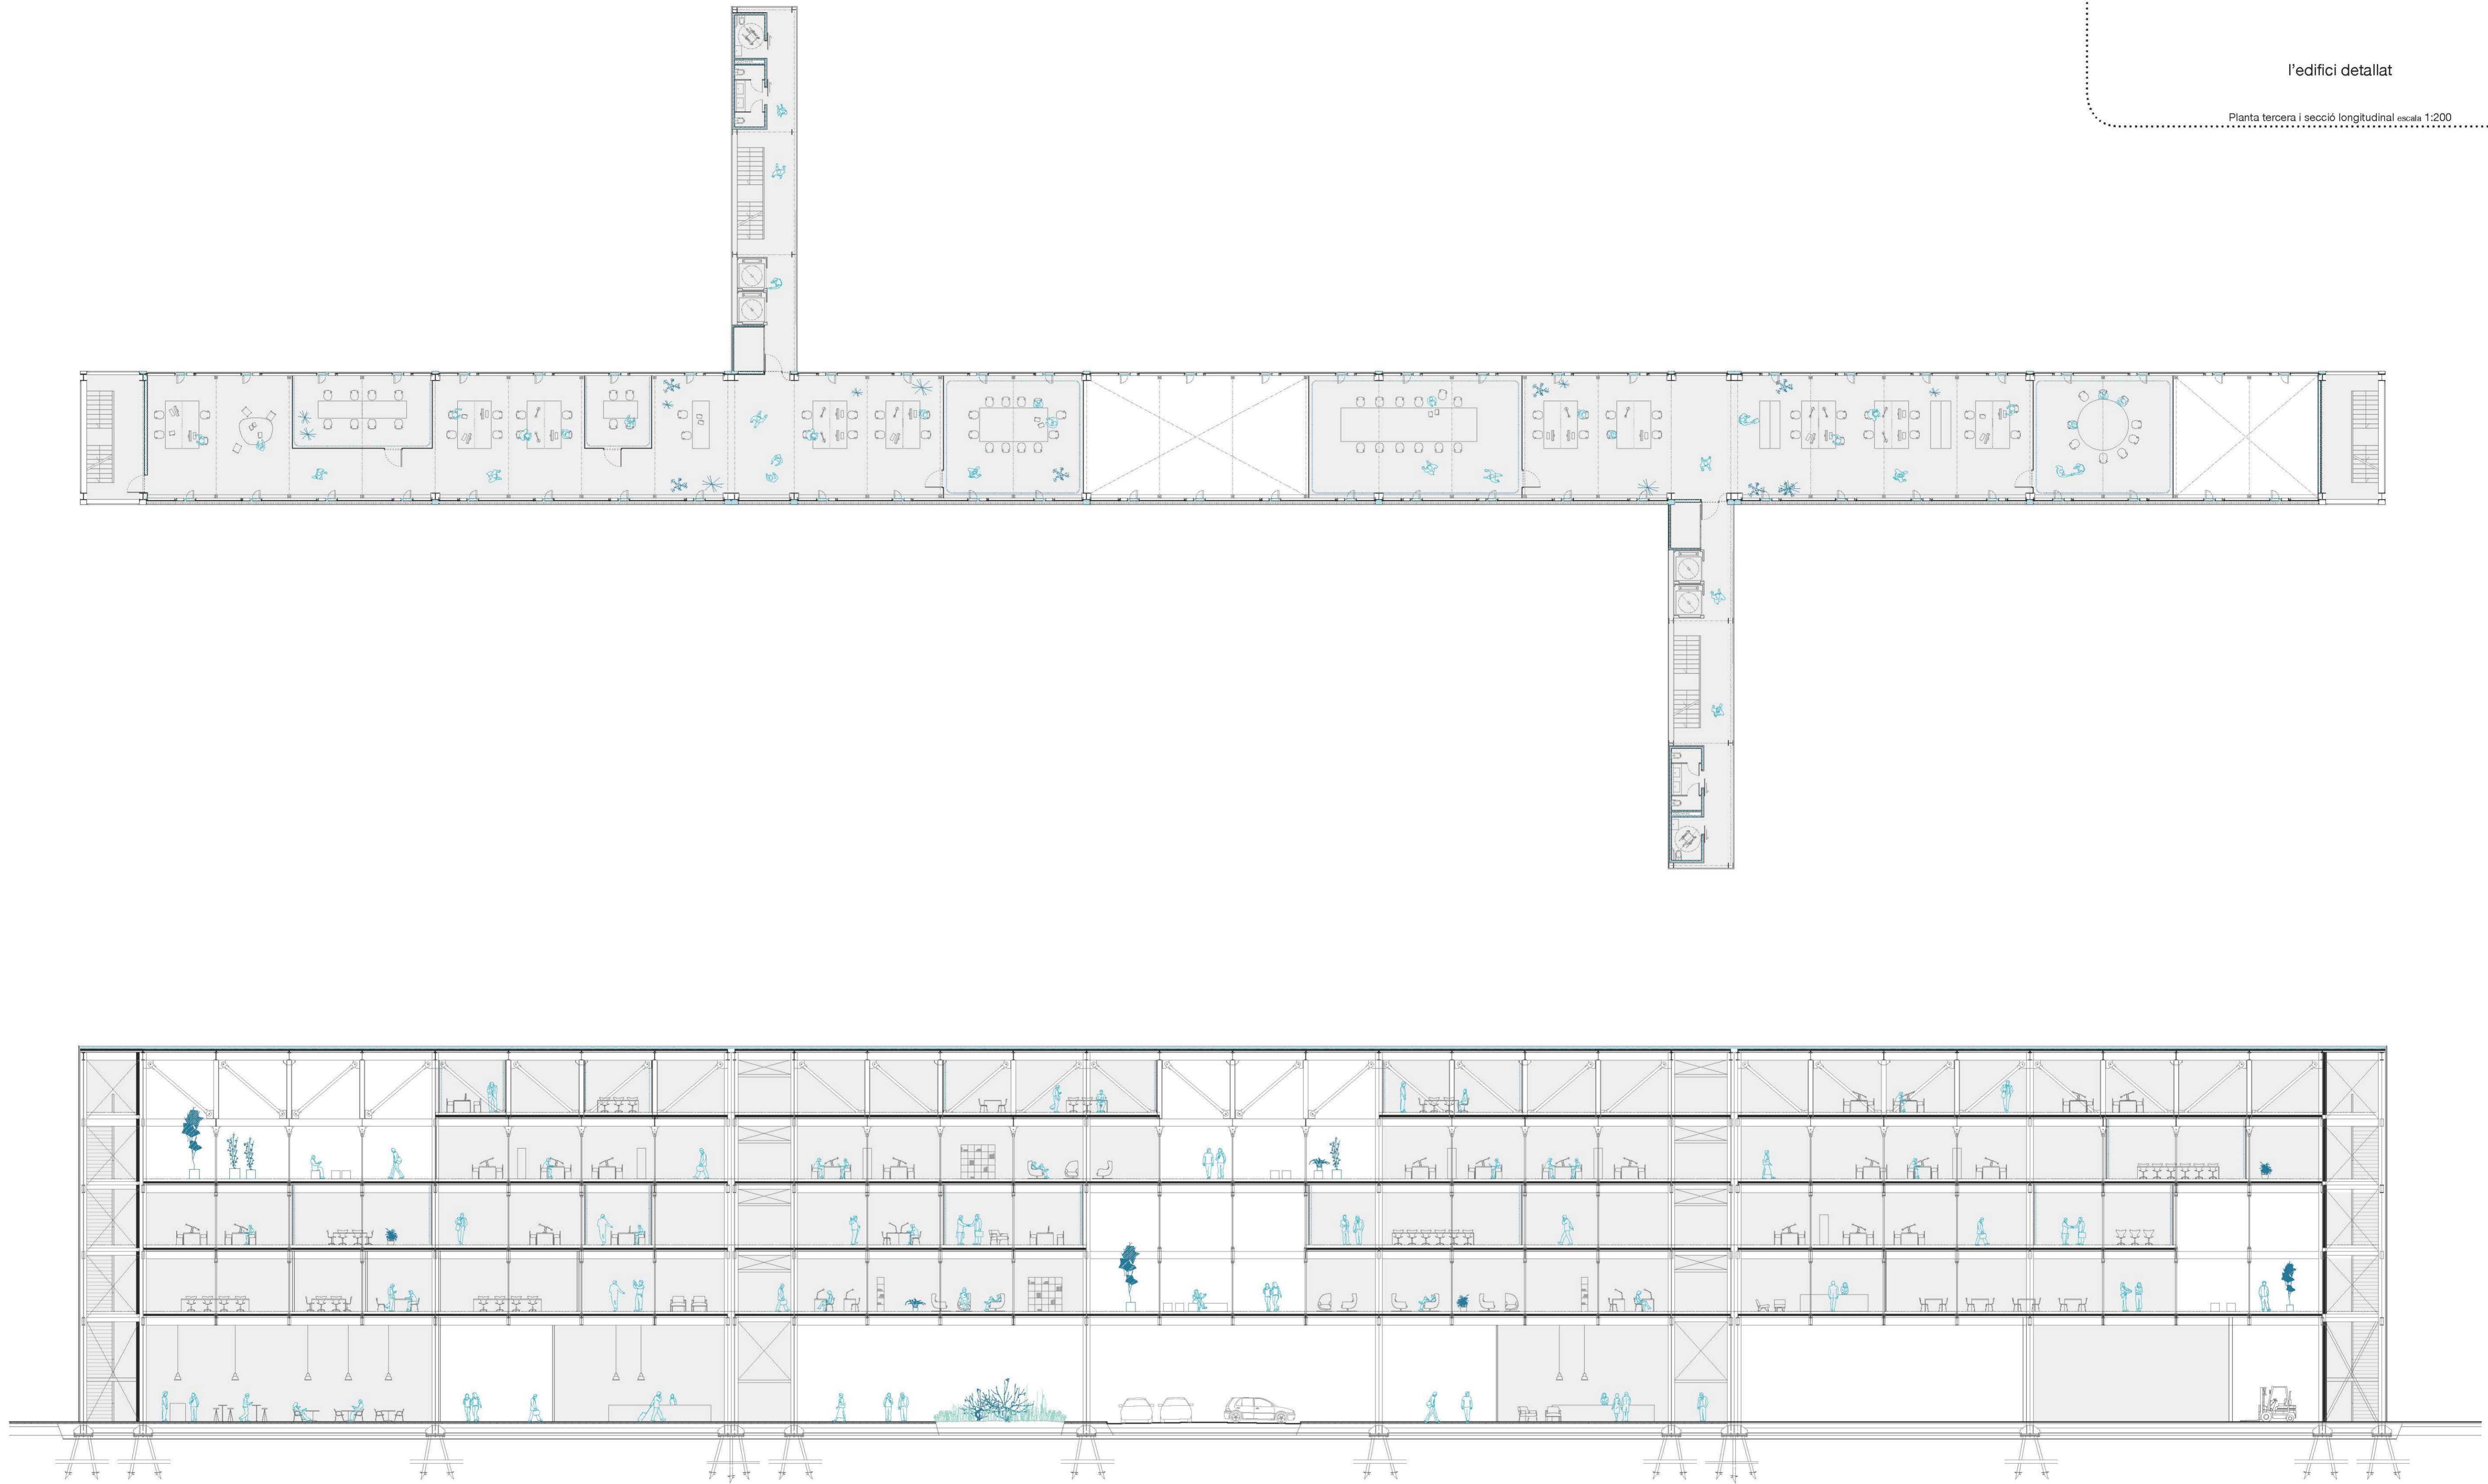 l'edifici detallat
Planta tercera i secció longitudinal escala 1:200